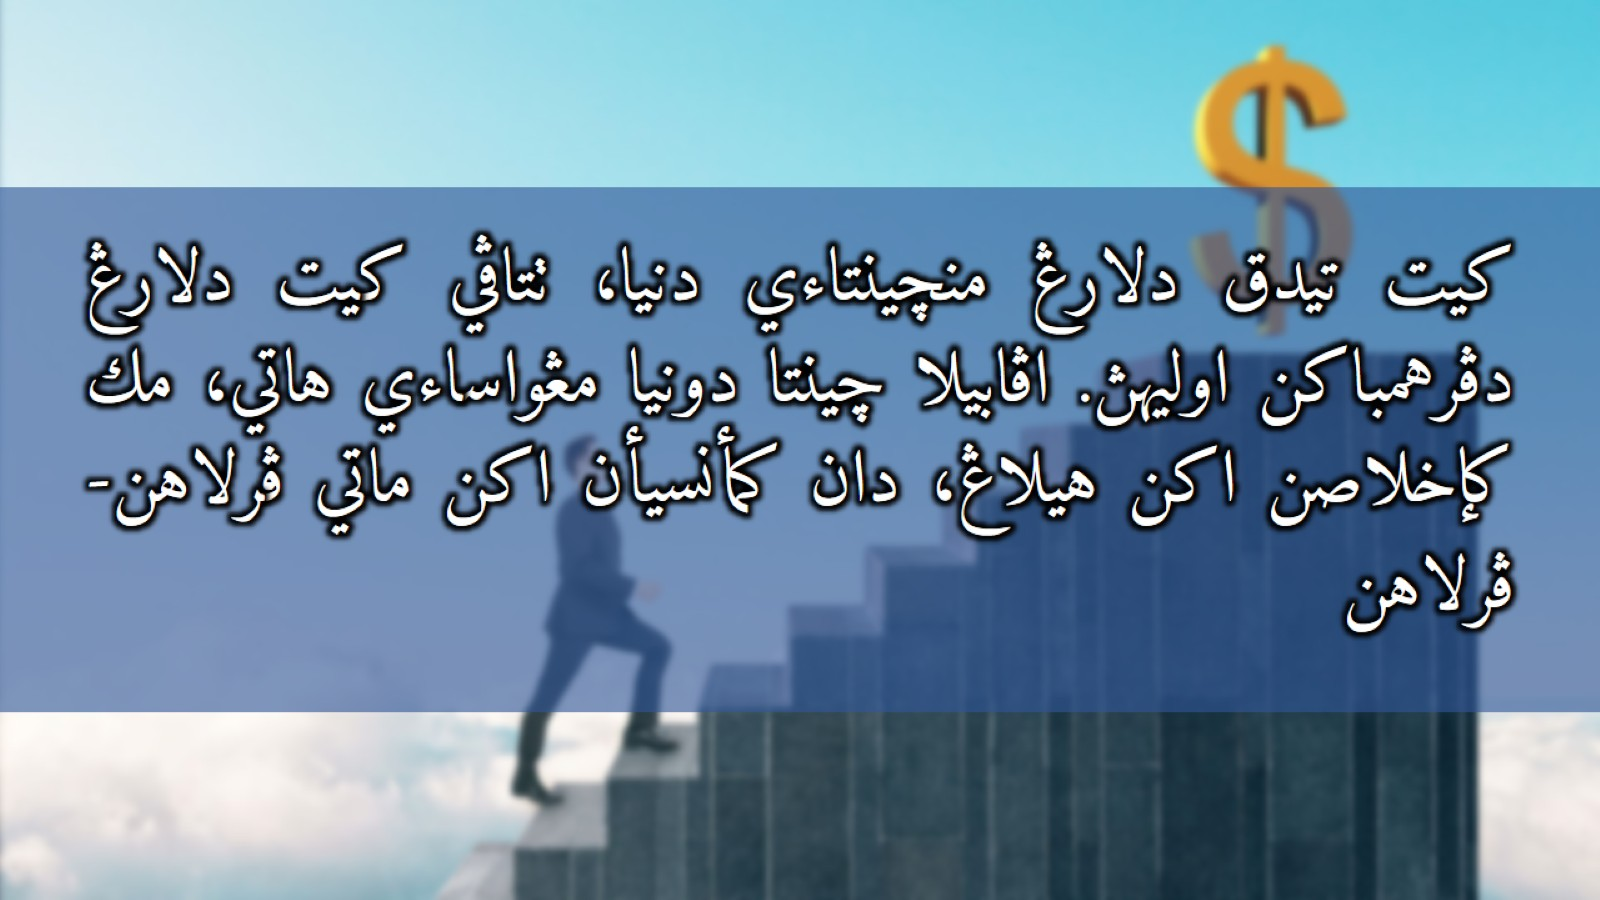 كيت تيدق دلارڠ منچينتاءي دنيا، تتاڤي كيت دلارڠ
دڤرهمباكن اوليهڽ. اڤابيلا چينتا دونيا مڠواساءي هاتي، مك
كإخلاصن اكن هيلاڠ، دان كمأنسيأن اكن ماتي ڤرلاهن-
ڤرلاهن